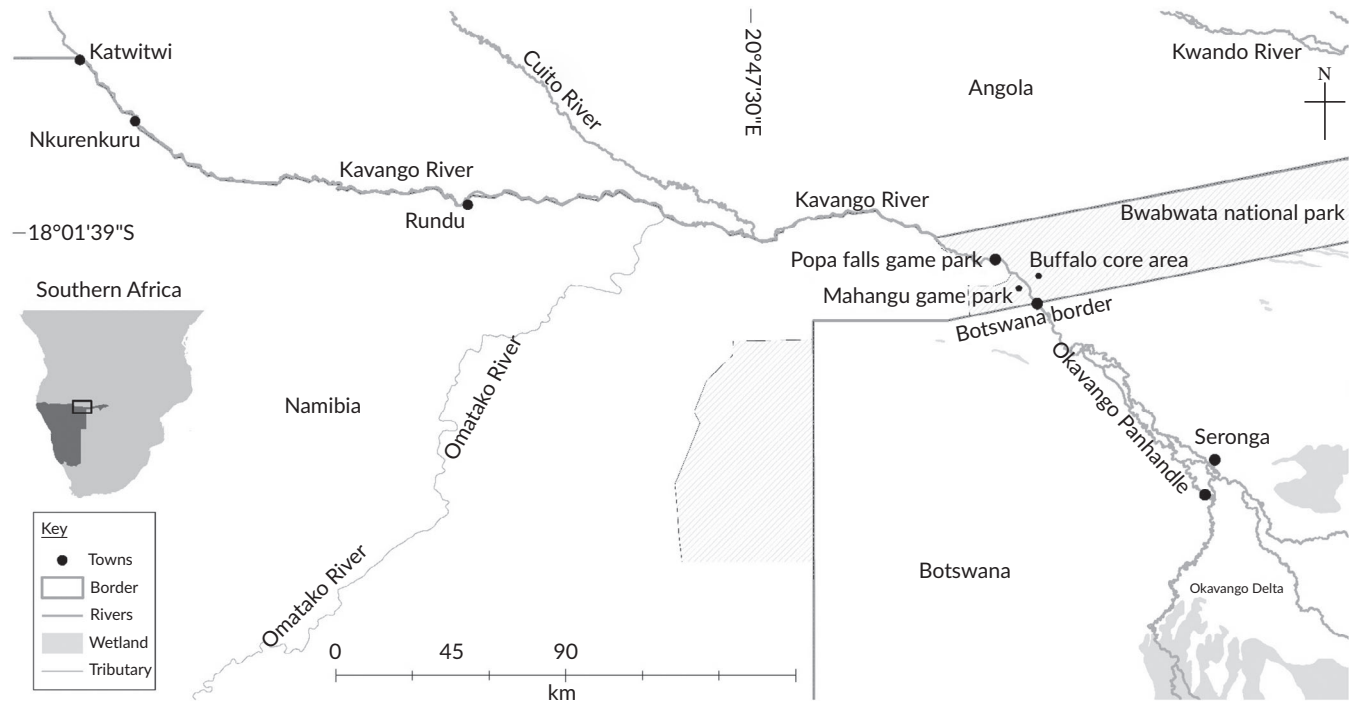 Katwitwi
Nkurenkuru
Cuito River
−20°47'30"E
Kwando River
N
Angola
Kavango River
Rundu
Kavango River
Bwabwata national park
−18°01'39"S
Popa falls game park
Buffalo core area
Mahangu game park
Botswana border
Southern Africa
Omatako River
Namibia
Okavango Panhandle
Seronga
Key
Towns
Border
Rivers
Wetland
Tributary
Omatako River
Botswana
Okavango Delta
0 45 90
km